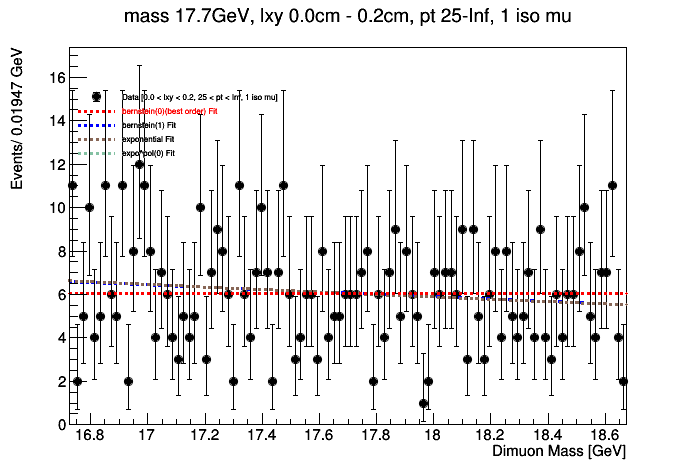 mass 17.7GeV, lxy 0.0cm - 0.2cm, pt 25-Inf, 1 iso mu
Events/ 0.01947 GeV
16
14
12
10
8
6
4
2
0
Data [0.0 < lxy < 0.2, 25 < pt < Inf, 1 iso mu]
bernstein(0)(best order) Fit
bernstein(1) Fit
exponential Fit
expo*pol(0) Fit
16.8 17 17.2 17.4 17.6 17.8 18 18.2 18.4 18.6
Dimuon Mass [GeV]